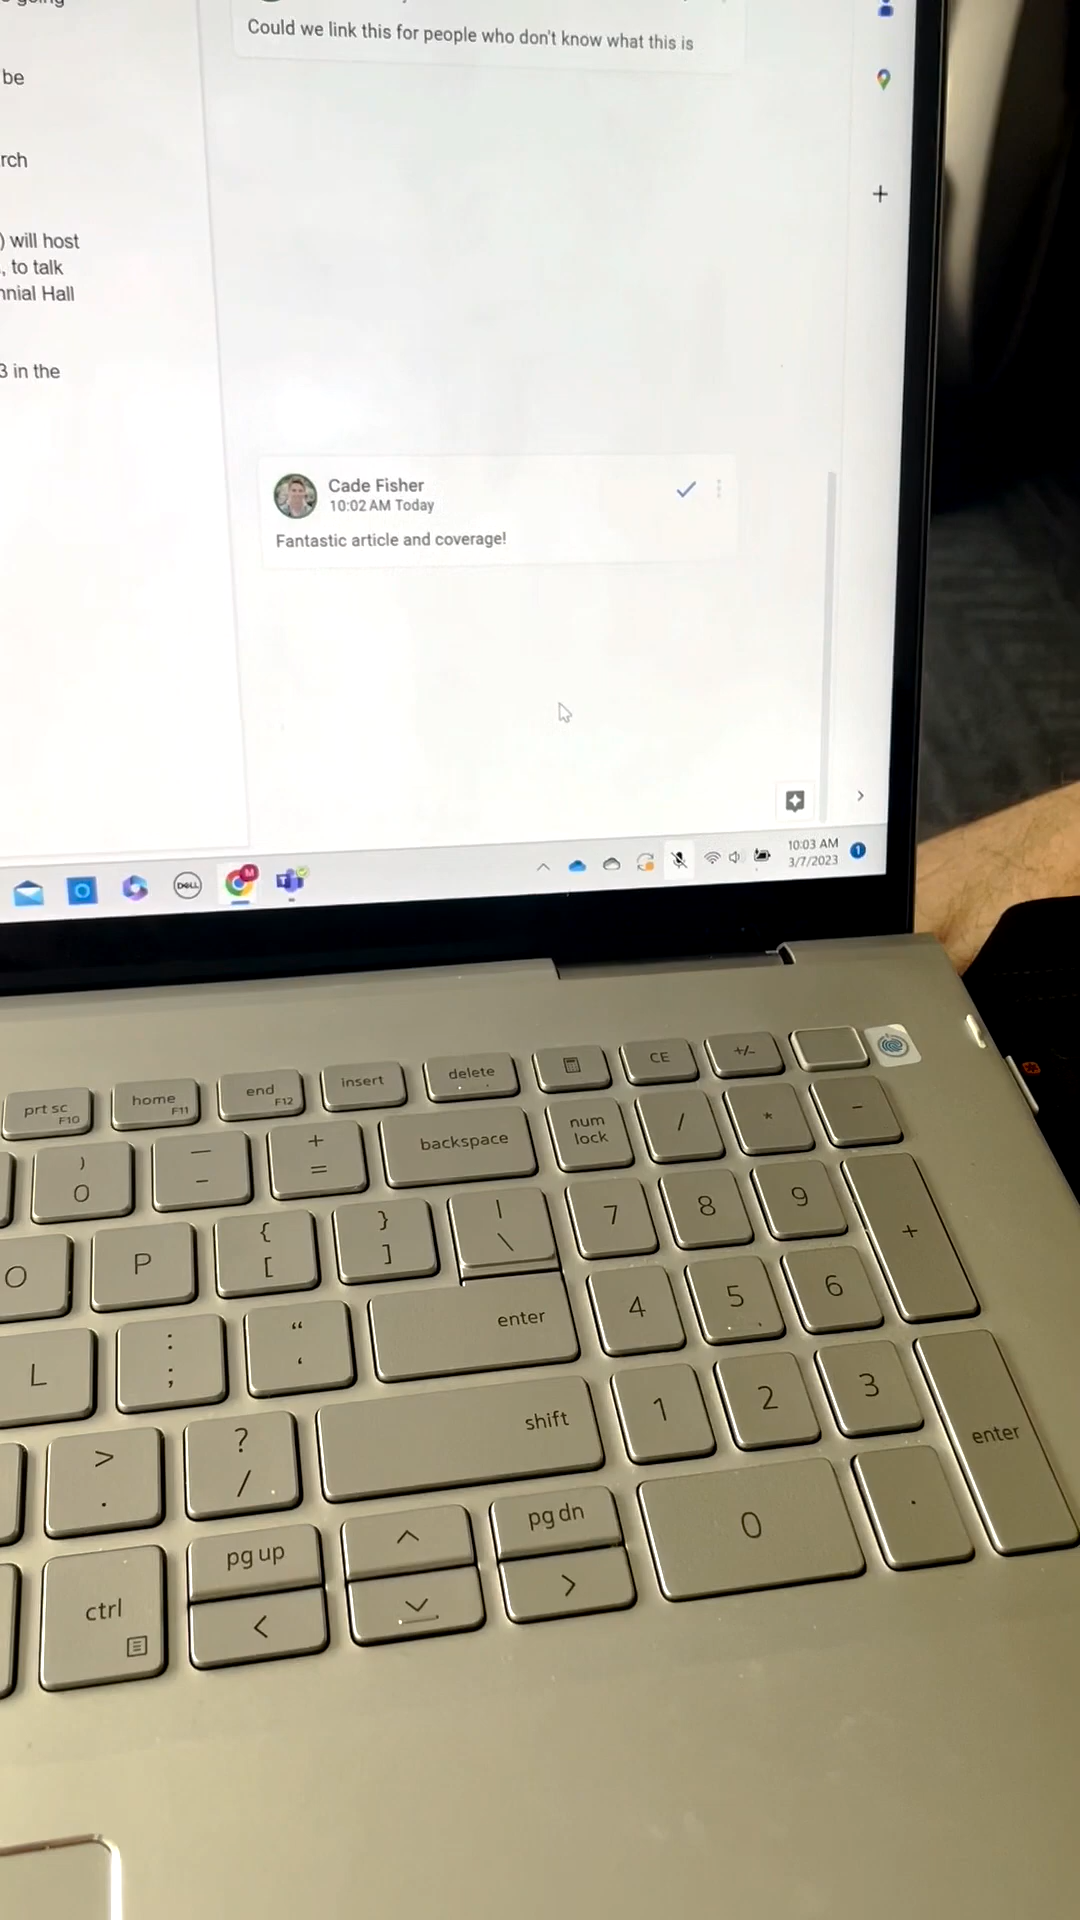 going
Could we link this for people who don't know what this is
be
rch
) will host
, to talk
nnial Hall
3 in the
Cade Fisher
10:02 AM Today
Fantastic article and coverage!
10:03 AM
3/7/2023
1
M
DELL
T
prt sc
F10
home
F11
end
F12
insert
delete
CE
+/-
)
0
—
-
+
=
backspace
num
lock
/
*
-
O
P
{
[
}
]
|
\
7
8
9
+
L
:
;
“
‘
enter
4
5
6
>
.
?
/
shift
1
2
3
enter
ctrl
pg up
<
^
pg dn
>
0
.